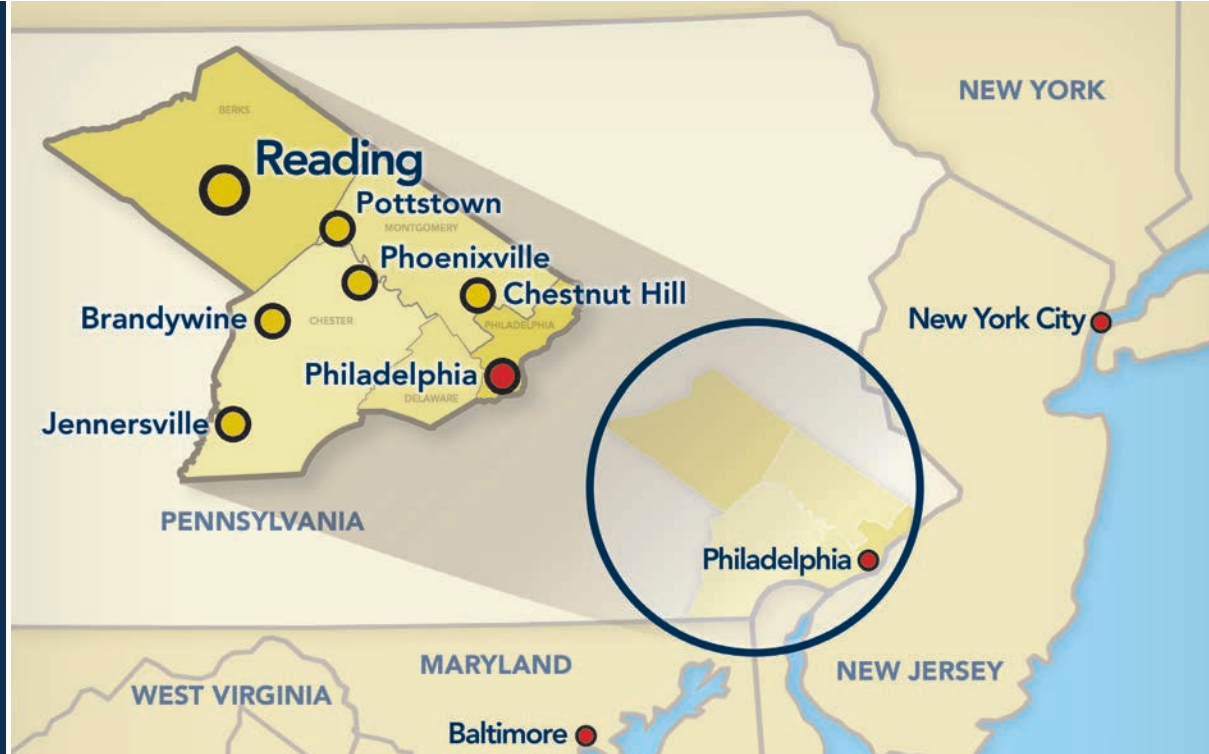 NEW YORK
BERKS
Reading
Pottstown
MONTGOMERY
Phoenixville
Chestnut Hill
Brandywine
CHESTER
PHILADELPHIA
New York City
Philadelphia
DELAWARE
Jennersville
PENNSYLVANIA
Philadelphia
MARYLAND
NEW JERSEY
WEST VIRGINIA
Baltimore